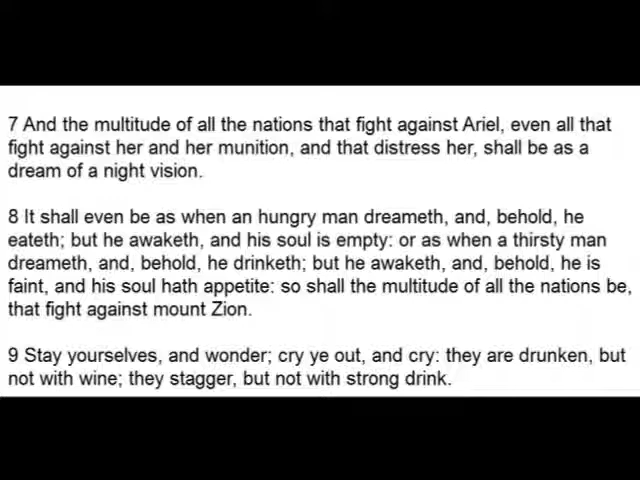 7 And the multitude of all the nations that fight against Ariel, even all that
fight against her and her munition, and that distress her, shall be as a
dream of a night vision.
8 It shall even be as when an hungry man dreameth, and, behold, he
eateth; but he awaketh, and his soul is empty: or as when a thirsty man
dreameth, and, behold, he drinketh; but he awaketh, and, behold, he is
faint, and his soul hath appetite: so shall the multitude of all the nations be,
that fight against mount Zion.
9 Stay yourselves, and wonder; cry ye out, and cry: they are drunken, but
not with wine; they stagger, but not with strong drink.